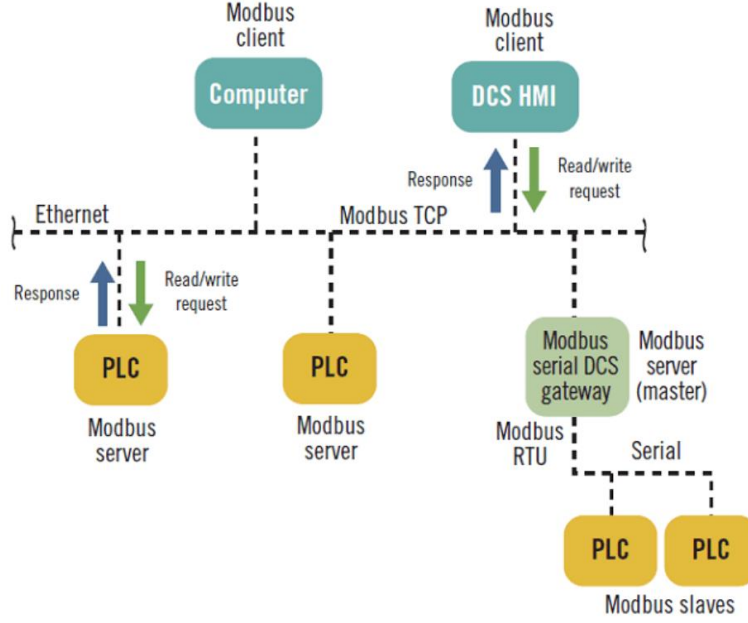 Modbus
client
Computer
Modbus
client
DCS HMI
Response
Read/write
request
Ethernet
Modbus TCP
Response
Read/write
request
PLC
Modbus
server
PLC
Modbus
server
Modbus
serial DCS
gateway
Modbus
server
(master)
Modbus
RTU
Serial
PLC
PLC
Modbus slaves